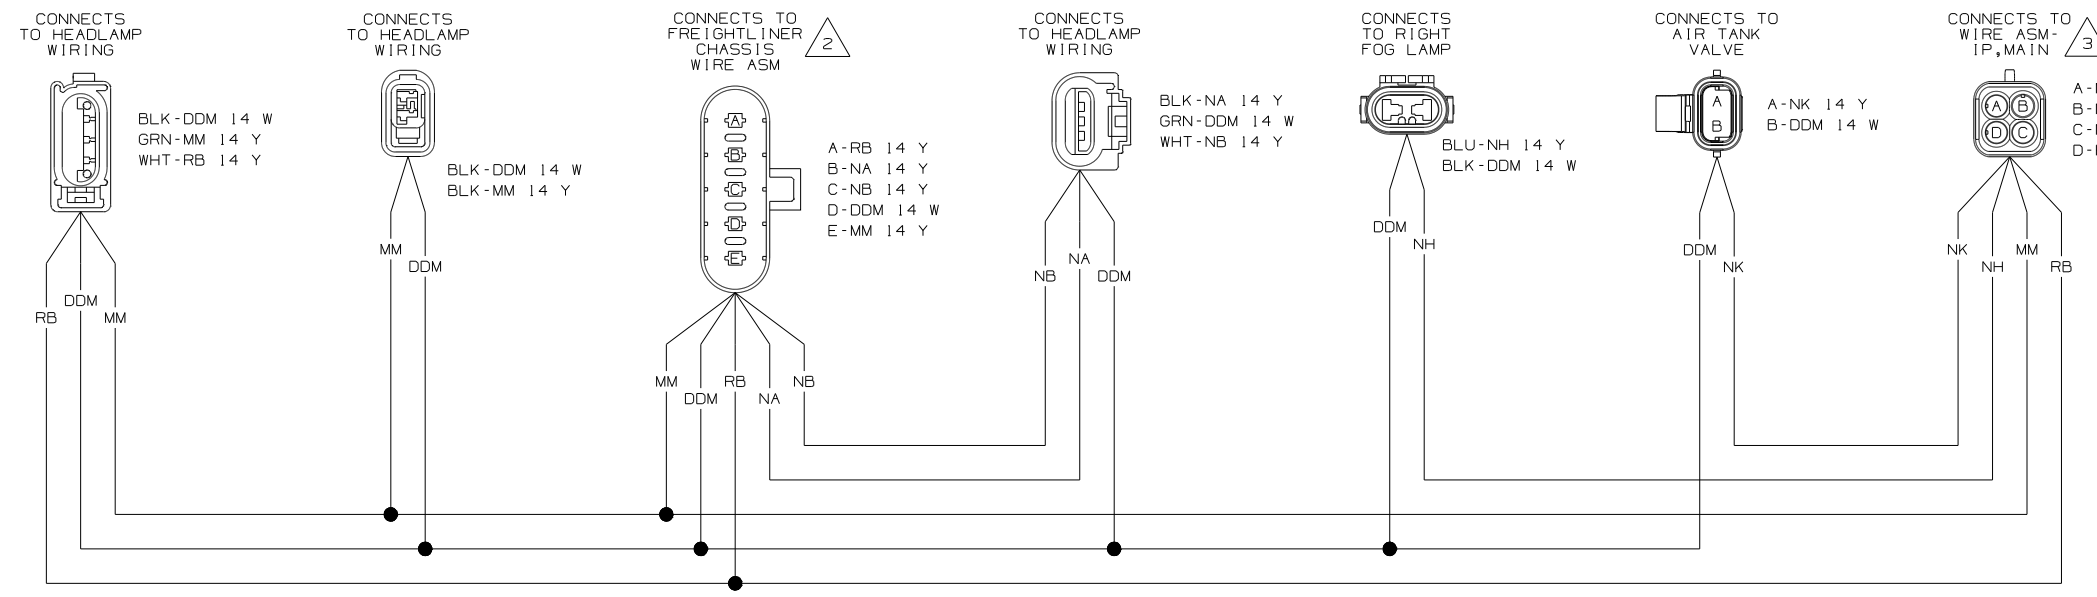 CONNECTS
TO HEADLAMP
WIRING
BLK-DDM 14 W
GRN-MM 14 Y
WHT-RB 14 Y
RB
DDM
MM
CONNECTS
TO HEADLAMP
WIRING
BLK-DDM 14 W
BLK-MM 14 Y
MM
DDM
CONNECTS TO
FREIGHTLINER
CHASSIS
WIRE ASM
2
A
B
C
D
E
A-RB 14 Y
B-NA 14 Y
C-NB 14 Y
D-DDM 14 W
E-MM 14 Y
MM
DDM
RB
NA
NB
CONNECTS
TO HEADLAMP
WIRING
BLK-NA 14 Y
GRN-DDM 14 W
WHT-NB 14 Y
NB
NA
DDM
CONNECTS
TO RIGHT
FOG LAMP
BLU-NH 14 Y
BLK-DDM 14 W
DDM
NH
CONNECTS TO
AIR TANK
VALVE
A
B
A-NK 14 Y
B-DDM 14 W
DDM
NK
CONNECTS TO
WIRE ASM-
IP,MAIN
3
A B
D C
A-
B-
C-
D-
NK
NH
MM
RB